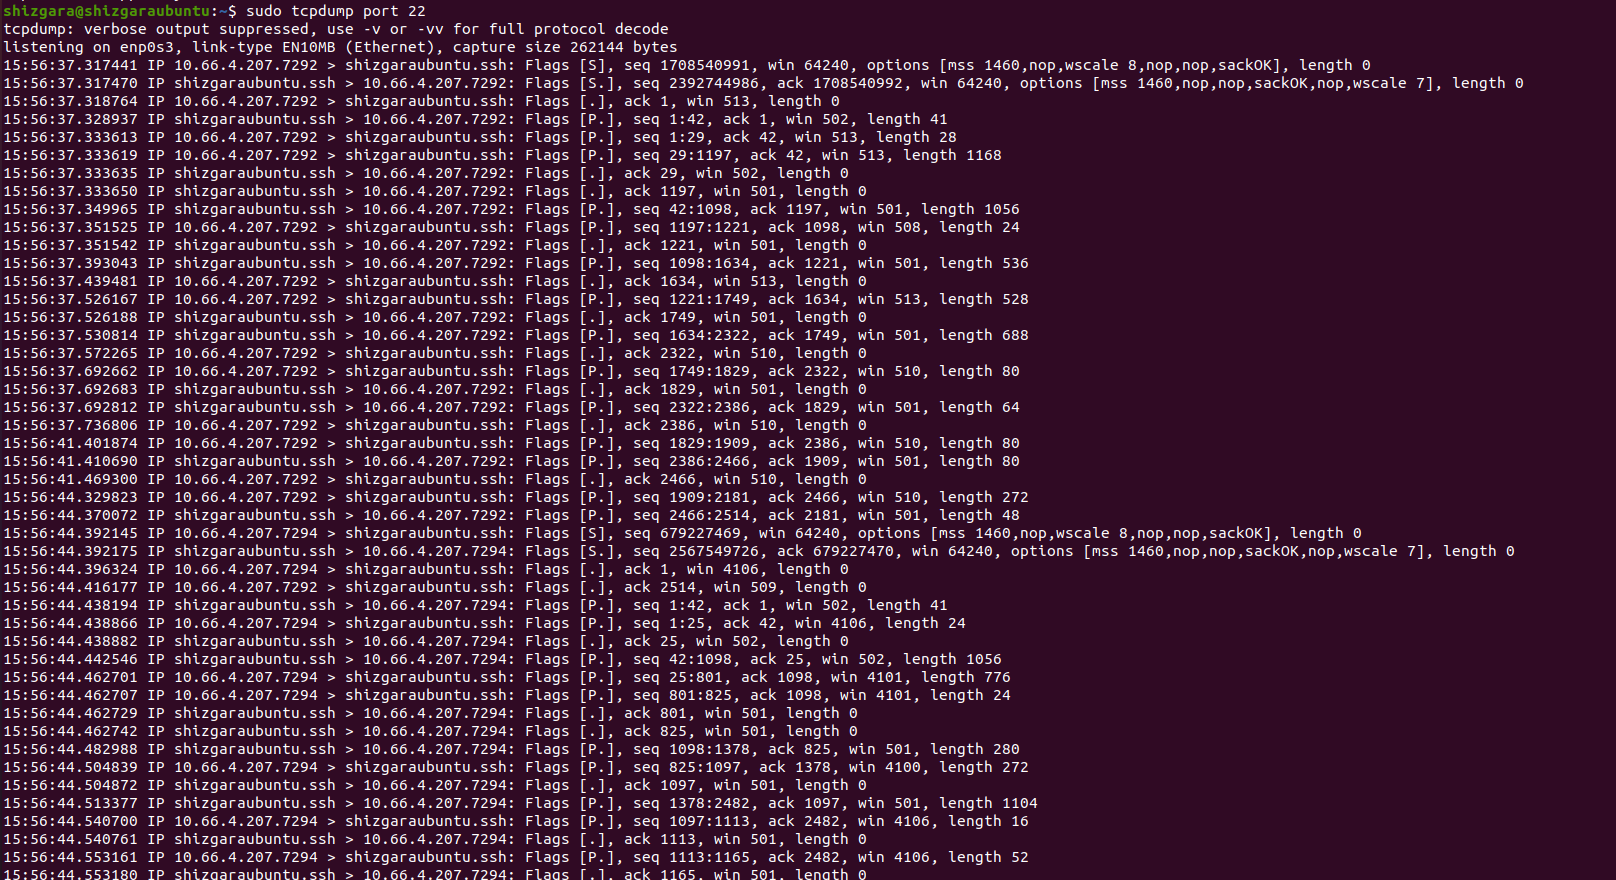 shizgara@shizgaraubuntu:~$ sudo tcpdump port 22
tcpdump: verbose output suppressed, use -v or -vv for full protocol decode
listening on enp0s3, link-type EN10MB (Ethernet), capture size 262144 bytes
15:56:37.317441 IP 10.66.4.207.7292 > shizgaraubuntu.ssh: Flags [S], seq 1708540991, win 64240, options [mss 1460,nop,wscale 8,nop,nop,sackOK], length 0
15:56:37.317470 IP shizgaraubuntu.ssh > 10.66.4.207.7292: Flags [S.], seq 2392744986, ack 1708540992, win 64240, options [mss 1460,nop,nop,sackOK,nop,wscale 7], length 0
15:56:37.318764 IP 10.66.4.207.7292 > shizgaraubuntu.ssh: Flags [.], ack 1, win 513, length 0
15:56:37.328937 IP shizgaraubuntu.ssh > 10.66.4.207.7292: Flags [P.], seq 1:42, ack 1, win 502, length 41
15:56:37.333613 IP 10.66.4.207.7292 > shizgaraubuntu.ssh: Flags [P.], seq 1:29, ack 42, win 513, length 28
15:56:37.333619 IP 10.66.4.207.7292 > shizgaraubuntu.ssh: Flags [P.], seq 29:1197, ack 42, win 513, length 1168
15:56:37.333635 IP shizgaraubuntu.ssh > 10.66.4.207.7292: Flags [.], ack 29, win 502, length 0
15:56:37.333650 IP shizgaraubuntu.ssh > 10.66.4.207.7292: Flags [.], ack 1197, win 501, length 0
15:56:37.349965 IP shizgaraubuntu.ssh > 10.66.4.207.7292: Flags [P.], seq 42:1098, ack 1197, win 501, length 1056
15:56:37.351525 IP 10.66.4.207.7292 > shizgaraubuntu.ssh: Flags [P.], seq 1197:1221, ack 1098, win 508, length 24
15:56:37.351542 IP shizgaraubuntu.ssh > 10.66.4.207.7292: Flags [.], ack 1221, win 501, length 0
15:56:37.393043 IP shizgaraubuntu.ssh > 10.66.4.207.7292: Flags [P.], seq 1098:1634, ack 1221, win 501, length 536
15:56:37.439481 IP 10.66.4.207.7292 > shizgaraubuntu.ssh: Flags [.], ack 1634, win 513, length 0
15:56:37.526167 IP 10.66.4.207.7292 > shizgaraubuntu.ssh: Flags [P.], seq 1221:1749, ack 1634, win 513, length 528
15:56:37.526188 IP shizgaraubuntu.ssh > 10.66.4.207.7292: Flags [.], ack 1749, win 501, length 0
15:56:37.530814 IP shizgaraubuntu.ssh > 10.66.4.207.7292: Flags [P.], seq 1634:2322, ack 1749, win 501, length 688
15:56:37.572265 IP 10.66.4.207.7292 > shizgaraubuntu.ssh: Flags [.], ack 2322, win 510, length 0
15:56:37.692662 IP 10.66.4.207.7292 > shizgaraubuntu.ssh: Flags [P.], seq 1749:1829, ack 2322, win 510, length 80
15:56:37.692683 IP shizgaraubuntu.ssh > 10.66.4.207.7292: Flags [.], ack 1829, win 501, length 0
15:56:37.692812 IP shizgaraubuntu.ssh > 10.66.4.207.7292: Flags [P.], seq 2322:2386, ack 1829, win 501, length 64
15:56:37.736806 IP 10.66.4.207.7292 > shizgaraubuntu.ssh: Flags [.], ack 2386, win 510, length 0
15:56:41.401874 IP 10.66.4.207.7292 > shizgaraubuntu.ssh: Flags [P.], seq 1829:1909, ack 2386, win 510, length 80
15:56:41.410690 IP shizgaraubuntu.ssh > 10.66.4.207.7292: Flags [P.], seq 2386:2466, ack 1909, win 501, length 80
15:56:41.469300 IP 10.66.4.207.7292 > shizgaraubuntu.ssh: Flags [.], ack 2466, win 510, length 0
15:56:44.329823 IP 10.66.4.207.7292 > shizgaraubuntu.ssh: Flags [P.], seq 1909:2181, ack 2466, win 510, length 272
15:56:44.370072 IP shizgaraubuntu.ssh > 10.66.4.207.7292: Flags [P.], seq 2466:2514, ack 2181, win 501, length 48
15:56:44.392145 IP 10.66.4.207.7294 > shizgaraubuntu.ssh: Flags [S], seq 679227469, win 64240, options [mss 1460,nop,wscale 8,nop,nop,sackOK], length 0
15:56:44.392175 IP shizgaraubuntu.ssh > 10.66.4.207.7294: Flags [S.], seq 2567549726, ack 679227470, win 64240, options [mss 1460,nop,nop,sackOK,nop,wscale 7], length 0
15:56:44.396324 IP 10.66.4.207.7294 > shizgaraubuntu.ssh: Flags [.], ack 1, win 4106, length 0
15:56:44.416177 IP 10.66.4.207.7292 > shizgaraubuntu.ssh: Flags [.], ack 2514, win 509, length 0
15:56:44.438194 IP shizgaraubuntu.ssh > 10.66.4.207.7294: Flags [P.], seq 1:42, ack 1, win 502, length 41
15:56:44.438866 IP 10.66.4.207.7294 > shizgaraubuntu.ssh: Flags [P.], seq 1:25, ack 42, win 4106, length 24
15:56:44.438882 IP shizgaraubuntu.ssh > 10.66.4.207.7294: Flags [.], ack 25, win 502, length 0
15:56:44.442546 IP shizgaraubuntu.ssh > 10.66.4.207.7294: Flags [P.], seq 42:1098, ack 25, win 502, length 1056
15:56:44.462701 IP 10.66.4.207.7294 > shizgaraubuntu.ssh: Flags [P.], seq 25:801, ack 1098, win 4101, length 776
15:56:44.462707 IP 10.66.4.207.7294 > shizgaraubuntu.ssh: Flags [P.], seq 801:825, ack 1098, win 4101, length 24
15:56:44.462729 IP shizgaraubuntu.ssh > 10.66.4.207.7294: Flags [.], ack 801, win 501, length 0
15:56:44.462742 IP shizgaraubuntu.ssh > 10.66.4.207.7294: Flags [.], ack 825, win 501, length 0
15:56:44.482988 IP shizgaraubuntu.ssh > 10.66.4.207.7294: Flags [P.], seq 1098:1378, ack 825, win 501, length 280
15:56:44.504839 IP 10.66.4.207.7294 > shizgaraubuntu.ssh: Flags [P.], seq 825:1097, ack 1378, win 4100, length 272
15:56:44.504872 IP shizgaraubuntu.ssh > 10.66.4.207.7294: Flags [.], ack 1097, win 501, length 0
15:56:44.513377 IP shizgaraubuntu.ssh > 10.66.4.207.7294: Flags [P.], seq 1378:2482, ack 1097, win 501, length 1104
15:56:44.540700 IP 10.66.4.207.7294 > shizgaraubuntu.ssh: Flags [P.], seq 1097:1113, ack 2482, win 4106, length 16
15:56:44.540761 IP shizgaraubuntu.ssh > 10.66.4.207.7294: Flags [.], ack 1113, win 501, length 0
15:56:44.553161 IP 10.66.4.207.7294 > shizgaraubuntu.ssh: Flags [P.], seq 1113:1165, ack 2482, win 4106, length 52
15:56:44.553180 IP shizgaraubuntu.ssh > 10.66.4.207.7294: Flags [.], ack 1165, win 501, length 0